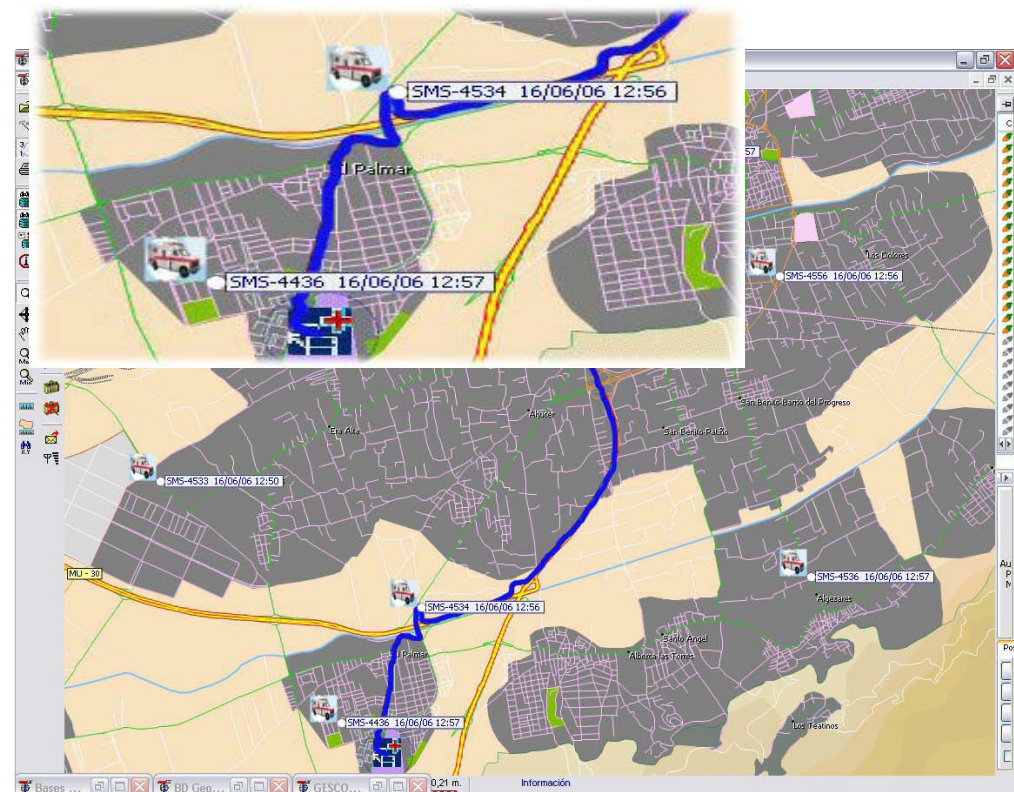 SMS-4534 16/06/06 12:56
El Palmar
SMS-4436 16/06/06 12:57
57
Los Dolores
SMS-4556 16/06/06 12:56
San Benito-Barrio del Progreso
Aljucer
San Benito-Patiño
Era Alta
SMS-4533 16/06/06 12:50
MU - 30
SMS-4536 16/06/06 12:57
Algezares
SMS-4534 16/06/06 12:56
Santo Angel
El Palmar
Alberca las Torres
SMS-4436 16/06/06 12:57
Los Teatinos
Bases ...
BD Geo...
GESCO...
0,21 m.
Información